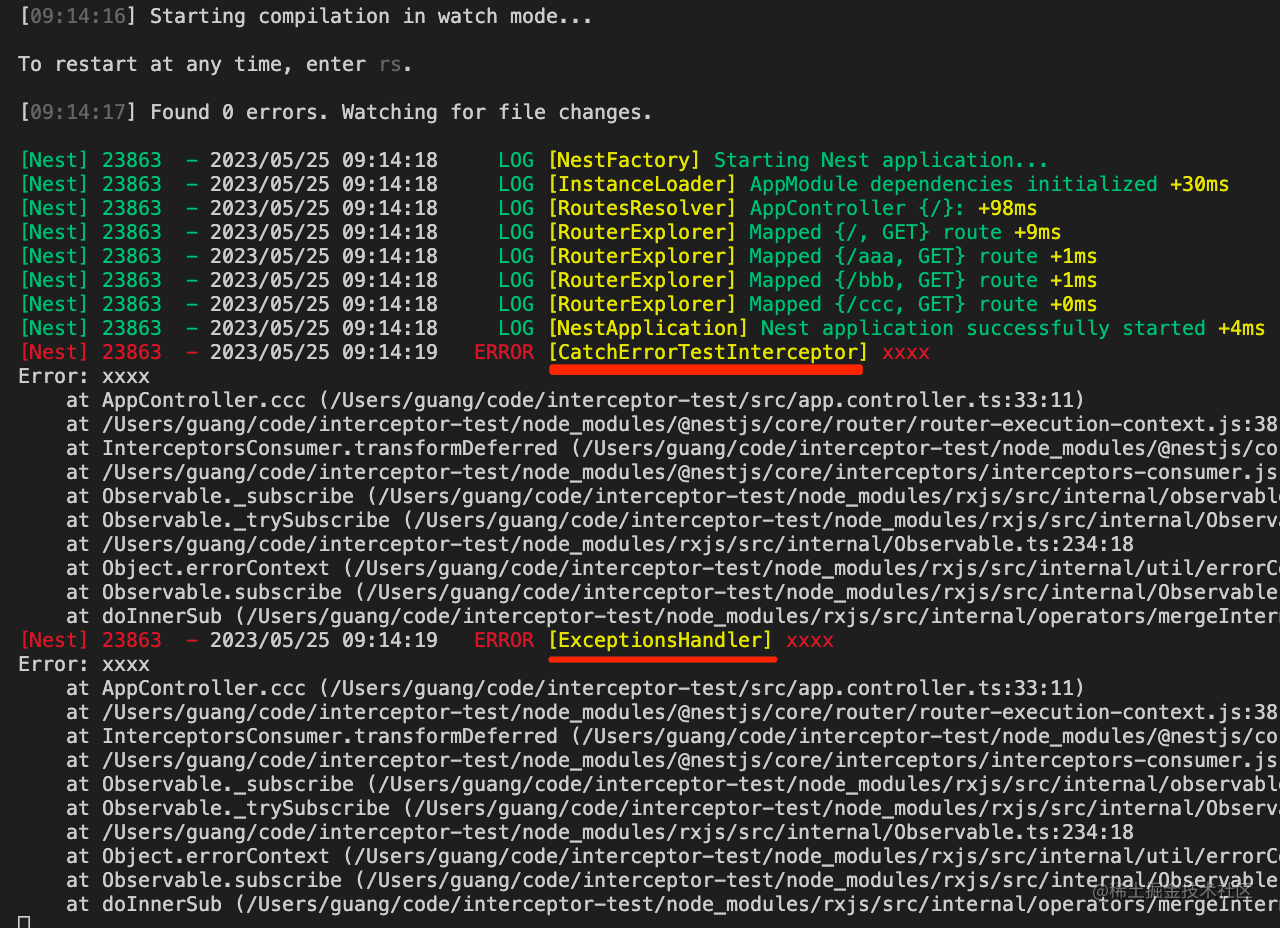 [09:14:16] Starting compilation in watch mode...
To restart at any time, enter rs.
[09:14:17] Found 0 errors. Watching for file changes.
[Nest] 23863  - 2023/05/25 09:14:18     LOG [NestFactory] Starting Nest application...
[Nest] 23863  - 2023/05/25 09:14:18     LOG [InstanceLoader] AppModule dependencies initialized +30ms
[Nest] 23863  - 2023/05/25 09:14:18     LOG [RoutesResolver] AppController {/}: +98ms
[Nest] 23863  - 2023/05/25 09:14:18     LOG [RouterExplorer] Mapped {/, GET} route +9ms
[Nest] 23863  - 2023/05/25 09:14:18     LOG [RouterExplorer] Mapped {/aaa, GET} route +1ms
[Nest] 23863  - 2023/05/25 09:14:18     LOG [RouterExplorer] Mapped {/bbb, GET} route +1ms
[Nest] 23863  - 2023/05/25 09:14:18     LOG [RouterExplorer] Mapped {/ccc, GET} route +0ms
[Nest] 23863  - 2023/05/25 09:14:18     LOG [NestApplication] Nest application successfully started +4ms
[Nest] 23863  - 2023/05/25 09:14:19   ERROR [CatchErrorTestInterceptor] xxxx
Error: xxxx
    at AppController.ccc (/Users/guang/code/interceptor-test/src/app.controller.ts:33:11)
    at /Users/guang/code/interceptor-test/node_modules/@nestjs/core/router/router-execution-context.js:38
    at InterceptorsConsumer.transformDeferred (/Users/guang/code/interceptor-test/node_modules/@nestjs/co
    at /Users/guang/code/interceptor-test/node_modules/@nestjs/core/interceptors/interceptors-consumer.js
    at Observable._subscribe (/Users/guang/code/interceptor-test/node_modules/rxjs/src/internal/observabl
    at Observable._trySubscribe (/Users/guang/code/interceptor-test/node_modules/rxjs/src/internal/Observ
    at /Users/guang/code/interceptor-test/node_modules/rxjs/src/internal/Observable.ts:234:18
    at Object.errorContext (/Users/guang/code/interceptor-test/node_modules/rxjs/src/internal/util/errorC
    at Observable.subscribe (/Users/guang/code/interceptor-test/node_modules/rxjs/src/internal/Observable
    at doInnerSub (/Users/guang/code/interceptor-test/node_modules/rxjs/src/internal/operators/mergeInter
[Nest] 23863  - 2023/05/25 09:14:19   ERROR [ExceptionsHandler] xxxx
Error: xxxx
    at AppController.ccc (/Users/guang/code/interceptor-test/src/app.controller.ts:33:11)
    at /Users/guang/code/interceptor-test/node_modules/@nestjs/core/router/router-execution-context.js:38
    at InterceptorsConsumer.transformDeferred (/Users/guang/code/interceptor-test/node_modules/@nestjs/co
    at /Users/guang/code/interceptor-test/node_modules/@nestjs/core/interceptors/interceptors-consumer.js
    at Observable._subscribe (/Users/guang/code/interceptor-test/node_modules/rxjs/src/internal/observabl
    at Observable._trySubscribe (/Users/guang/code/interceptor-test/node_modules/rxjs/src/internal/Observ
    at /Users/guang/code/interceptor-test/node_modules/rxjs/src/internal/Observable.ts:234:18
    at Object.errorContext (/Users/guang/code/interceptor-test/node_modules/rxjs/src/internal/util/errorC
    at Observable.subscribe (/Users/guang/code/interceptor-test/node_modules/rxjs/src/internal/Observable
    at doInnerSub (/Users/guang/code/interceptor-test/node_modules/rxjs/src/internal/operators/mergeInter
@稀土掘金技术社区